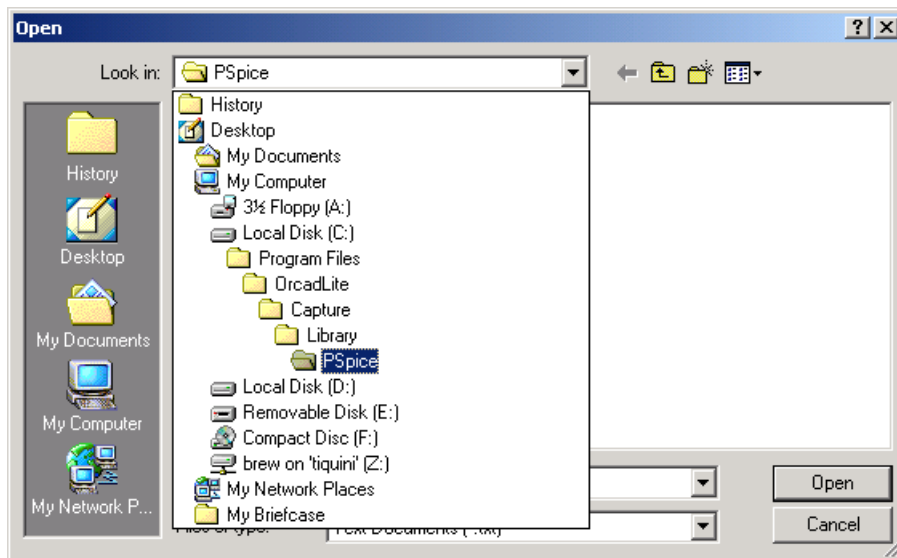 Open
Look in:
PSpice
History
Desktop
My Documents
My Computer
3½ Floppy (A:)
Local Disk (C:)
Program Files
OrcadLite
Capture
Library
PSpice
Local Disk (D:)
Removable Disk (E:)
Compact Disc (F:)
brew on 'tiquini' (Z:)
My Network Places
My Briefcase
History
Desktop
My Documents
My Computer
My Network P...
Open
Cancel